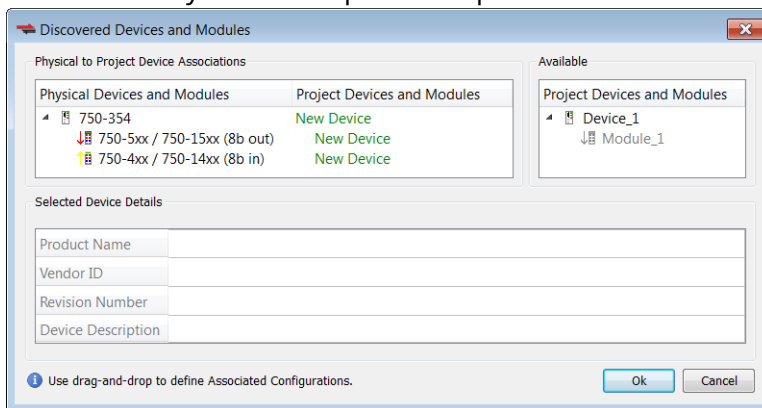 Discovered Devices and Modules
Physical to Project Device Associations
Available
Physical Devices and Modules Project Devices and Modules
Project Devices and Modules
750-354 New Device
Device_1
750-5xx / 750-15xx (8b out) New Device
Module_1
750-4xx / 750-14xx (8b in) New Device
Selected Device Details
Product Name
Vendor ID
Revision Number
Device Description
Use drag-and-drop to define Associated Configurations.
Ok Cancel